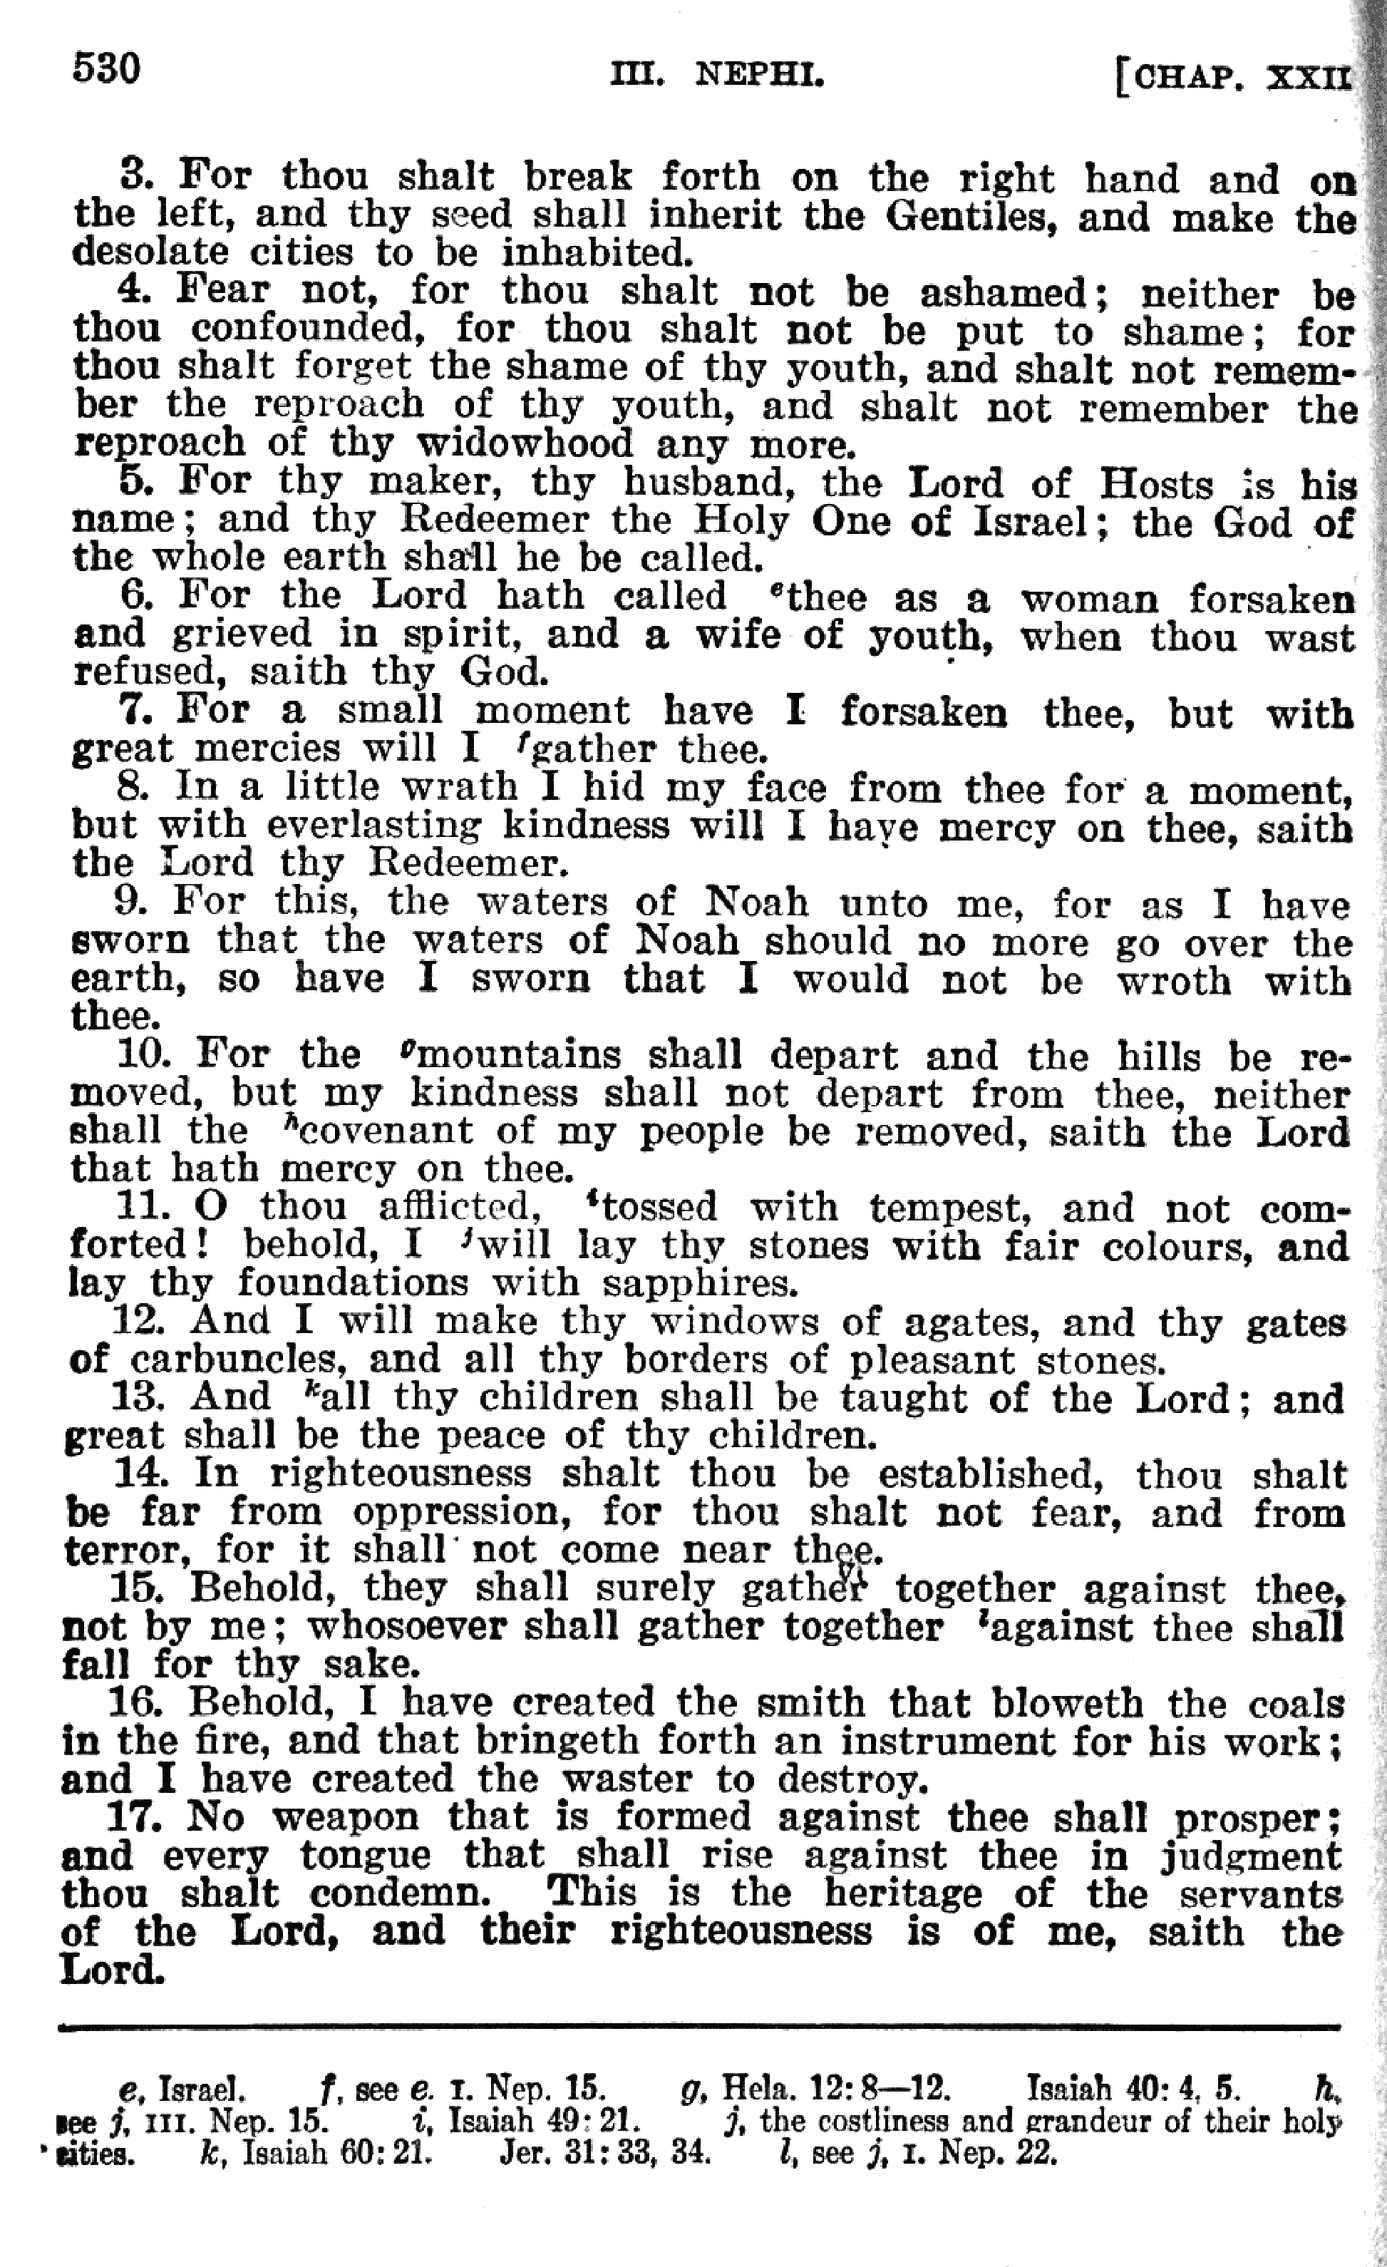 530 III. NEPHI. [CHAP. XXII
3. For thou shalt break forth on the right hand and on
the left, and thy seed shall inherit the Gentiles, and make the
desolate cities to be inhabited.
4. Fear not, for thou shalt not be ashamed; neither be
thou confounded, for thou shalt not be put to shame; for
thou shalt forget the shame of thy youth, and shalt not remem-
ber the reproach of thy youth, and shalt not remember the
reproach of thy widowhood any more.
5. For thy maker, thy husband, the Lord of Hosts is his
name; and thy Redeemer the Holy One of Israel; the God of
the whole earth shall he be called.
6. For the Lord hath called ᵉthee as a woman forsaken
and grieved in spirit, and a wife of youth, when thou wast
refused, saith thy God.
7. For a small moment have I forsaken thee, but with
great mercies will I ᶠgather thee.
8. In a little wrath I hid my face from thee for a moment,
but with everlasting kindness will I have mercy on thee, saith
the Lord thy Redeemer.
9. For this, the waters of Noah unto me, for as I have
sworn that the waters of Noah should no more go over the
earth, so have I sworn that I would not be wroth with
thee.
10. For the ᵍmountains shall depart and the hills be re-
moved, but my kindness shall not depart from thee, neither
shall the ʰcovenant of my people be removed, saith the Lord
that hath mercy on thee.
11. O thou afflicted, ⁱtossed with tempest, and not com-
forted! behold, I ʲwill lay thy stones with fair colours, and
lay thy foundations with sapphires.
12. And I will make thy windows of agates, and thy gates
of carbuncles, and all thy borders of pleasant stones.
13. And ᵏall thy children shall be taught of the Lord; and
great shall be the peace of thy children.
14. In righteousness shalt thou be established, thou shalt
be far from oppression, for thou shalt not fear, and from
terror, for it shall not come near thee.
15. Behold, they shall surely gather together against thee,
not by me; whosoever shall gather together ˡagainst thee shall
fall for thy sake.
16. Behold, I have created the smith that bloweth the coals
in the fire, and that bringeth forth an instrument for his work;
and I have created the waster to destroy.
17. No weapon that is formed against thee shall prosper;
and every tongue that shall rise against thee in judgment
thou shalt condemn. This is the heritage of the servants
of the Lord, and their righteousness is of me, saith the
Lord.
e, Israel. f, see e. I. Nep. 15. g, Hela. 12:8—12. Isaiah 40:4, 5. h,
see j, III. Nep. 15. i, Isaiah 49:21. j, the costliness and grandeur of their holy
cities. k, Isaiah 60:21. Jer. 31:33, 34. l, see j, I. Nep. 22.